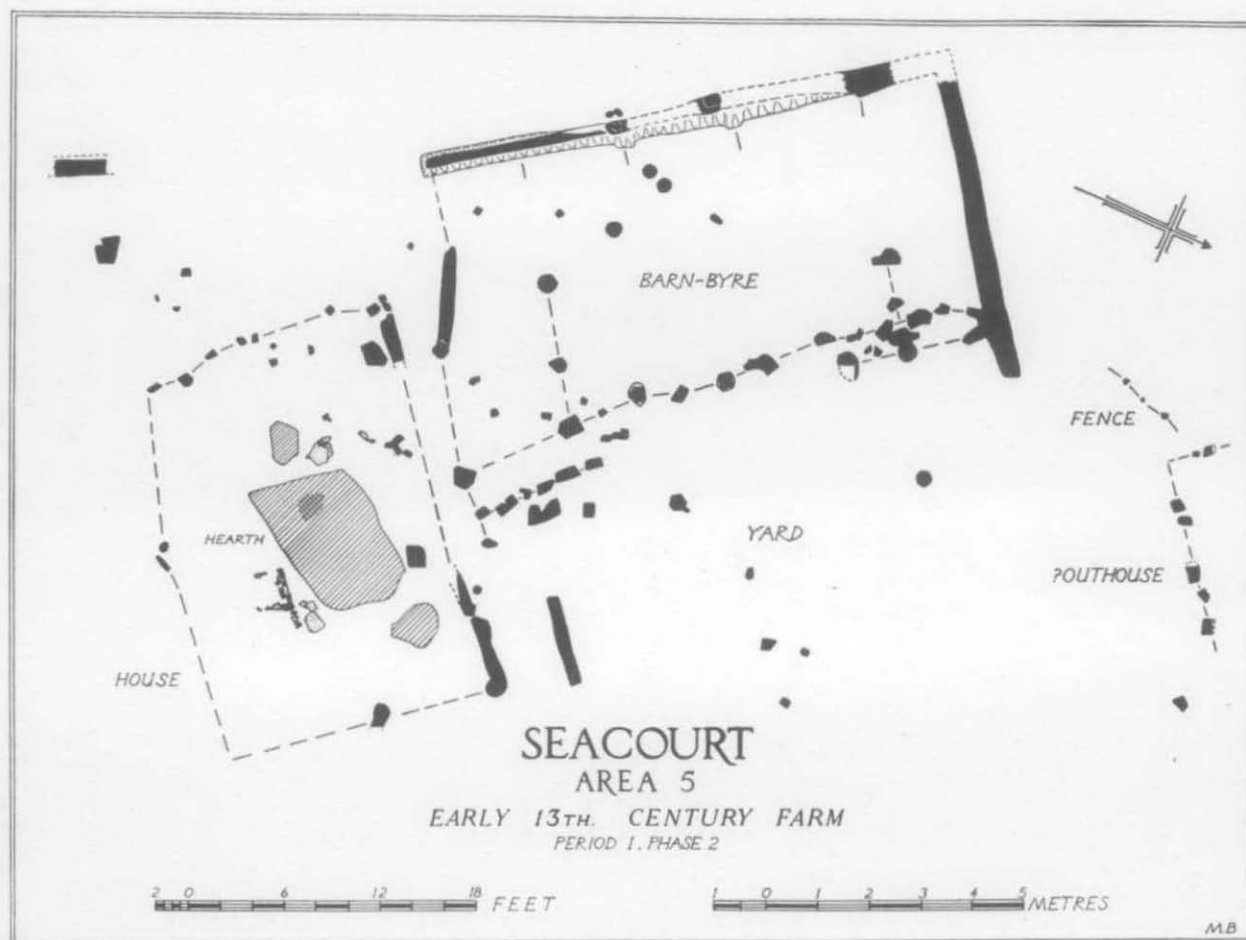 BARN-BYRE
FENCE
HEARTH
YARD
?OUTHOUSE
HOUSE
SEACOURT
AREA 5
EARLY 13TH. CENTURY FARM
PERIOD 1. PHASE 2
2 0 6 12 18 FEET
1 0 1 2 3 4 5 METRES
M.B